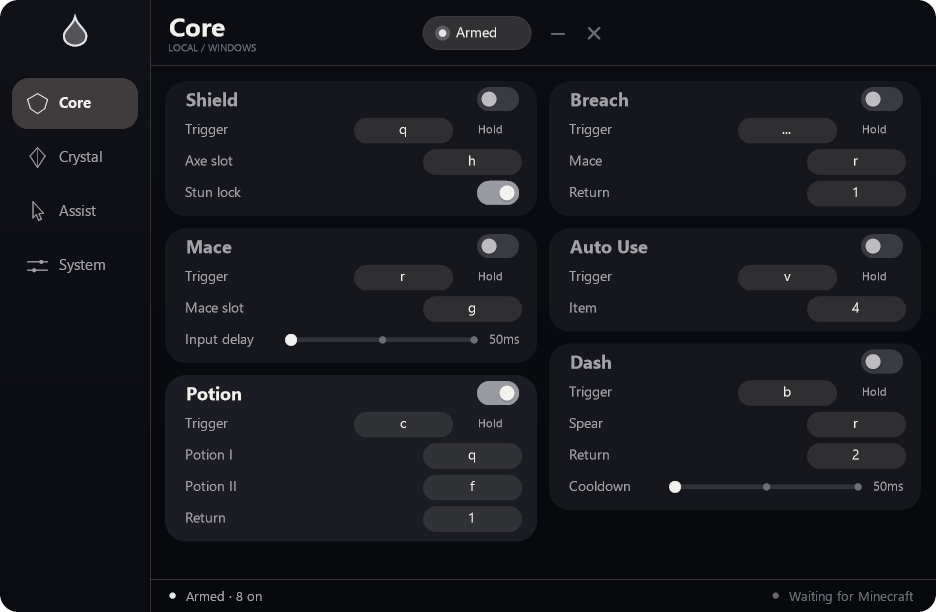 Core
LOCAL / WINDOWS
Armed
Core
Crystal
Assist
System
Shield
Trigger q Hold
Axe slot h
Stun lock
Mace
Trigger r Hold
Mace slot g
Input delay 50ms
Potion
Trigger c Hold
Potion I q
Potion II f
Return 1
Breach
Trigger ... Hold
Mace r
Return 1
Auto Use
Trigger v Hold
Item 4
Dash
Trigger b Hold
Spear r
Return 2
Cooldown 50ms
Armed · 8 on
Waiting for Minecraft